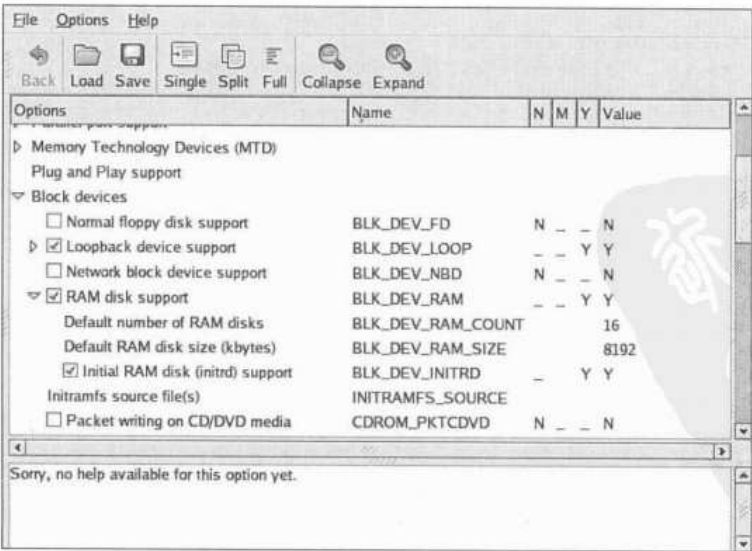 File Options Help
Back Load Save Single Split Full Collapse Expand
Options Name N M Y Value
Parallel port support
Memory Technology Devices (MTD)
Plug and Play support
Block devices
Normal floppy disk support BLK_DEV_FD N _ _ N
Loopback device support BLK_DEV_LOOP _ _ Y Y
Network block device support BLK_DEV_NBD N _ _ N
RAM disk support BLK_DEV_RAM _ _ Y Y
Default number of RAM disks BLK_DEV_RAM_COUNT 16
Default RAM disk size (kbytes) BLK_DEV_RAM_SIZE 8192
Initial RAM disk (initrd) support BLK_DEV_INITRD _ Y Y
Initramfs source file(s) INITRAMFS_SOURCE
Packet writing on CD/DVD media CDROM_PKTCDVD N _ _ N
Sorry, no help available for this option yet.